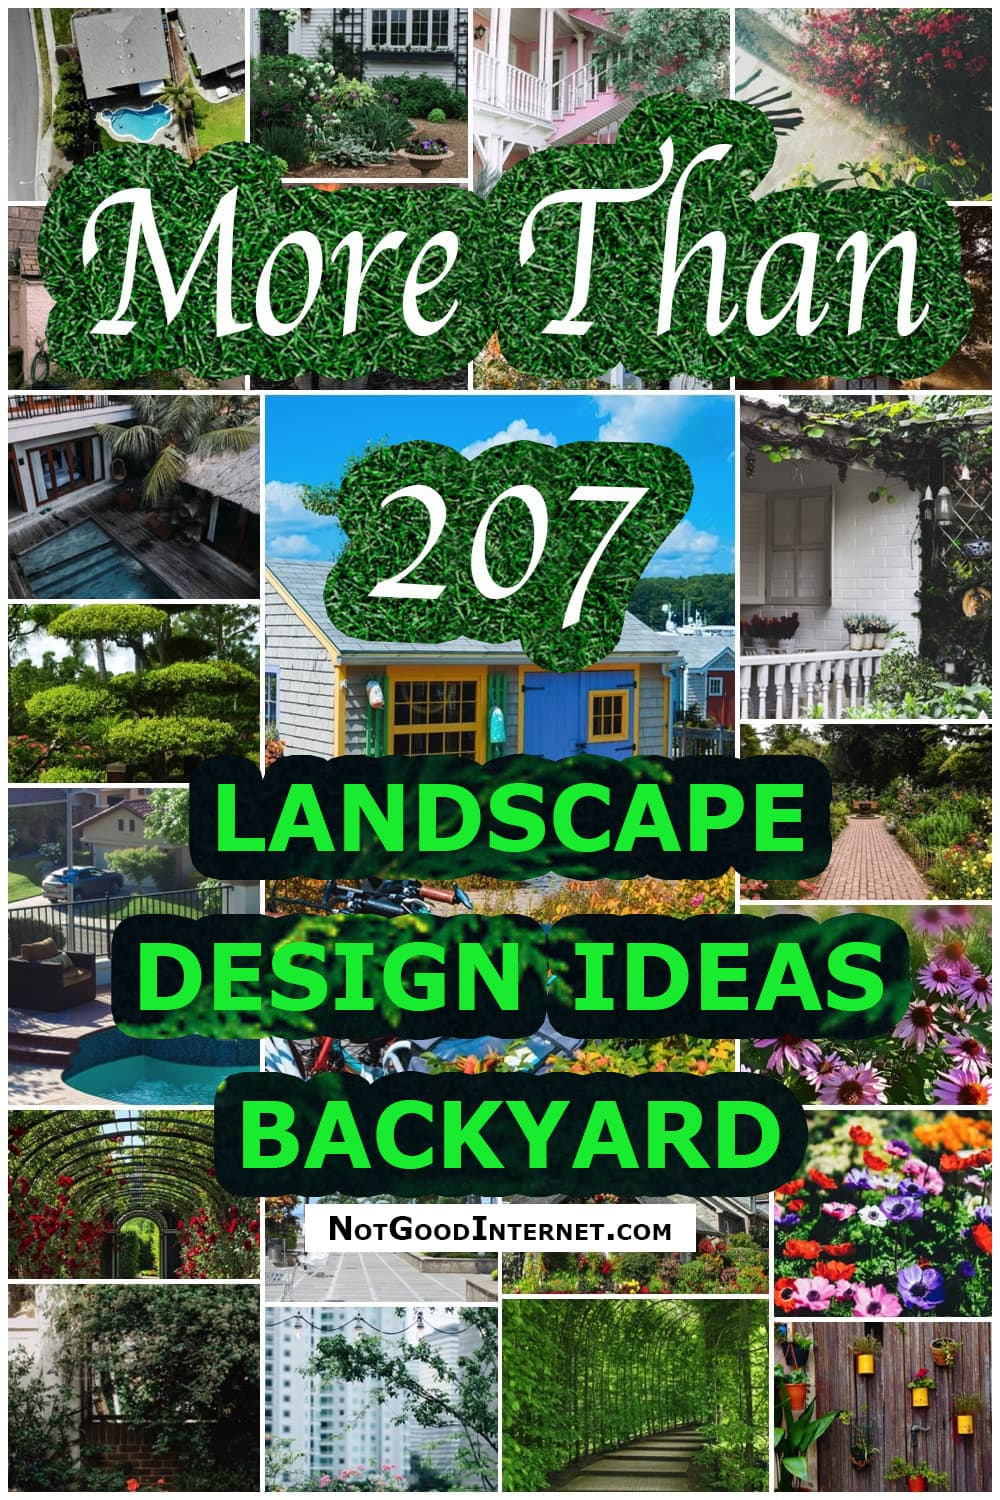 More Than
207
LANDSCAPE
DESIGN IDEAS
BACKYARD
NOTGOODINTERNET.COM